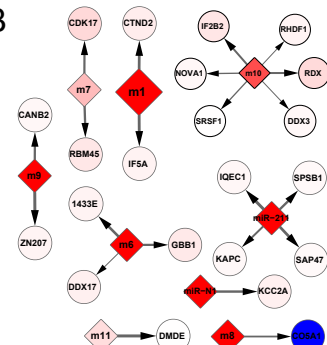 B
CDK17
CTND2
IF2B2
RHDF1
m7
m1
NOVA1
m10
RDX
CANB2
RBM45
IF5A
SRSF1
DDX3
m9
IQEC1
SPSB1
ZN207
1433E
miR-211
m6
GBB1
KAPC
SAP47
DDX17
miR-N1
KCC2A
m11
DMDE
m8
CO5A1